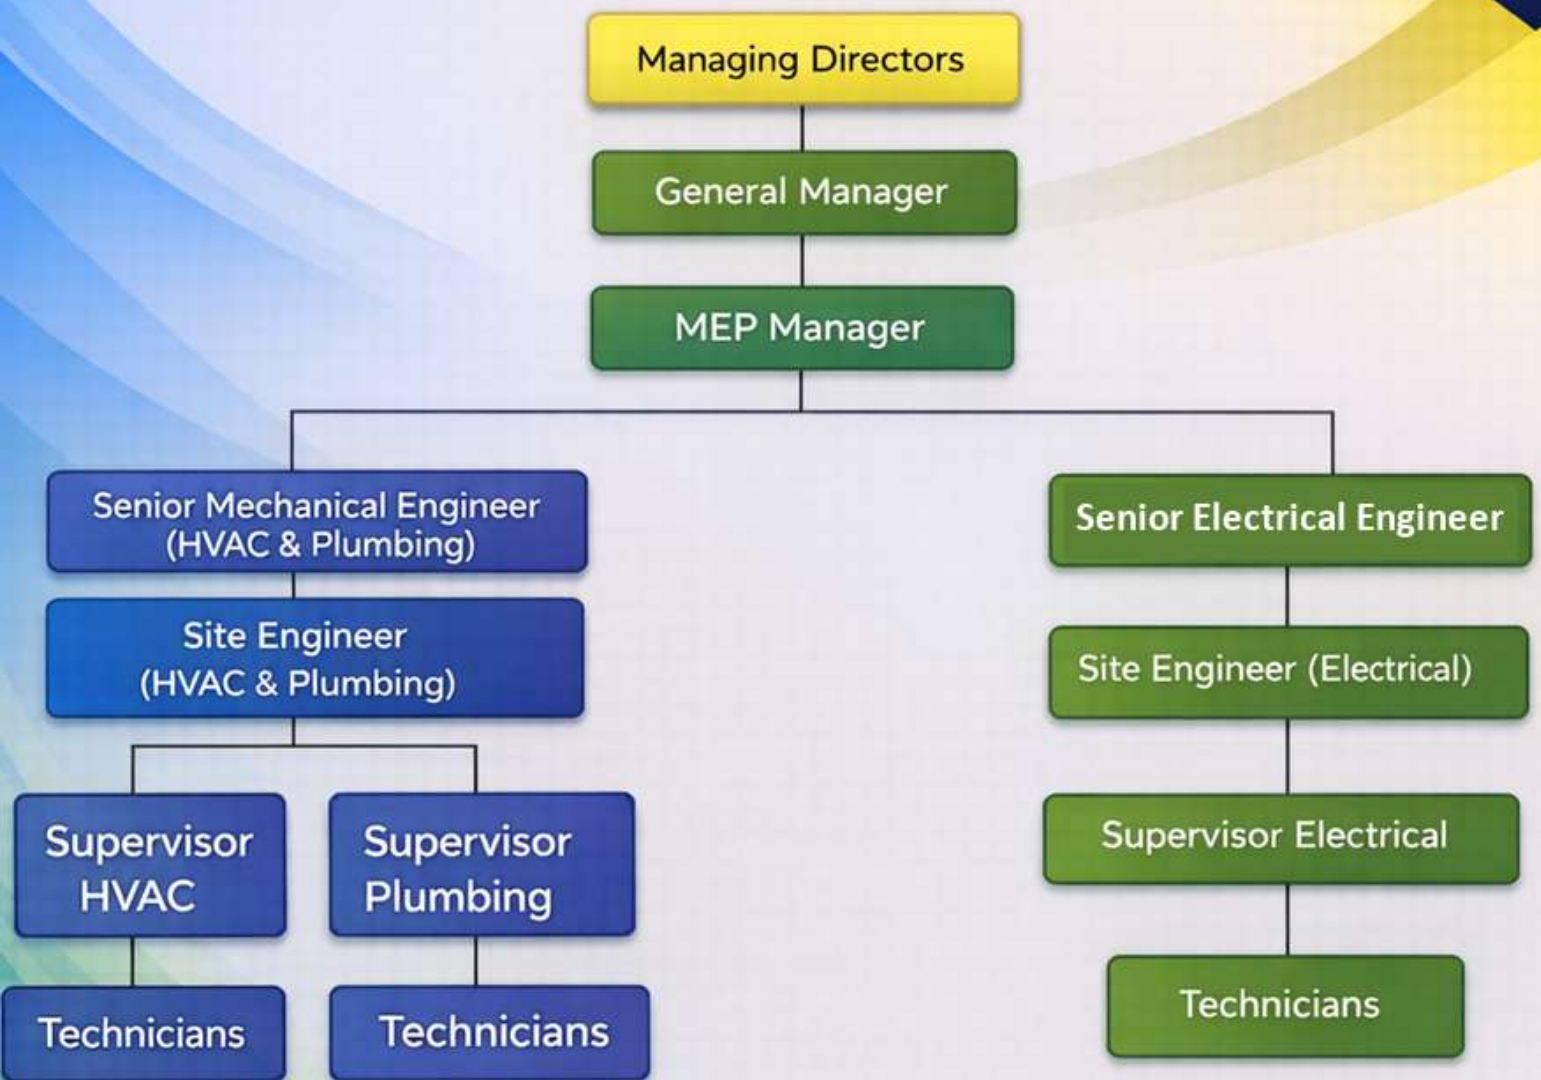 Managing Directors
General Manager
MEP Manager
Senior Mechanical Engineer
(HVAC & Plumbing)
Senior Electrical Engineer
Site Engineer
(HVAC & Plumbing)
Site Engineer (Electrical)
Supervisor
HVAC
Supervisor
Plumbing
Supervisor Electrical
Technicians
Technicians
Technicians